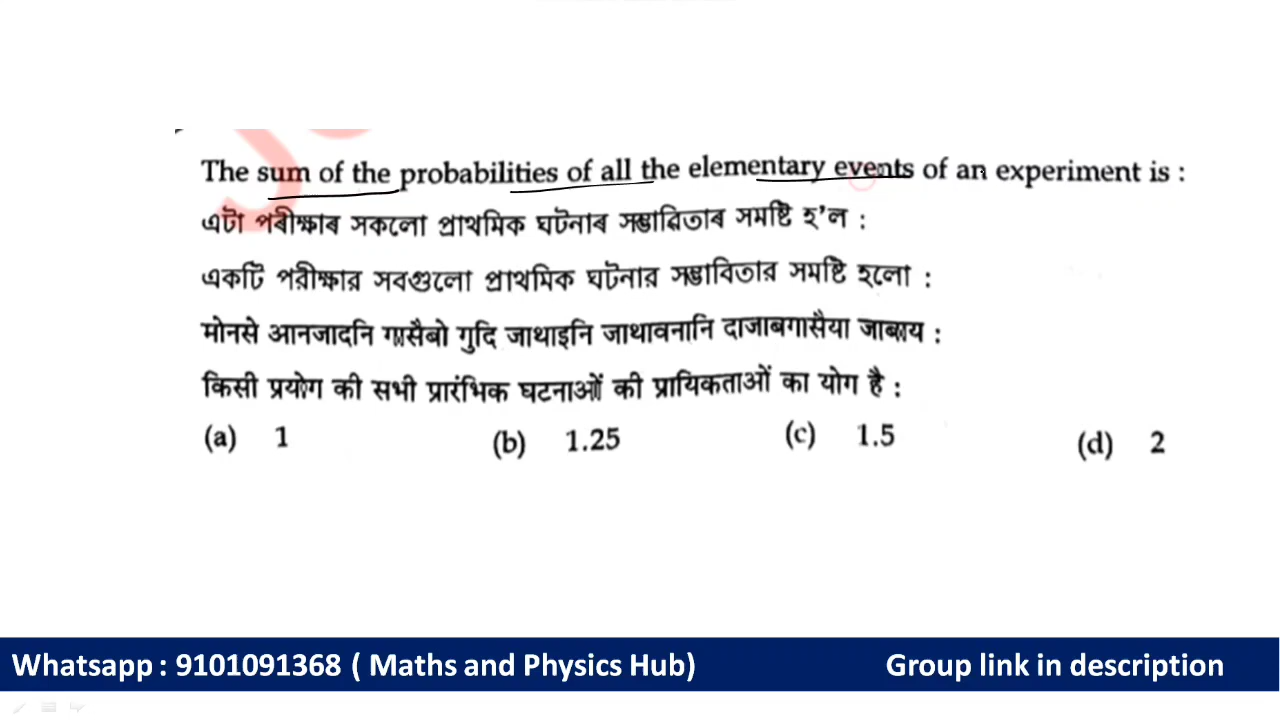 The sum of the probabilities of all the elementary events of an experiment is :
এটা পৰীক্ষাৰ সকলো প্ৰাথমিক ঘটনাৰ সম্ভাৱিতাৰ সমষ্টি হ'ল :
একটি পরীক্ষার সবগুলো প্রাথমিক ঘটনার সম্ভাবিতার সমষ্টি হলো :
मोनसे आनजादनि गासैबो गुदि जाथाइनि जाथावनानि दाजाबगासैया जाबाय :
किसी प्रयोग की सभी प्रारंभिक घटनाओं की प्रायिकताओं का योग है :
(a) 1 (b) 1.25 (c) 1.5 (d) 2
Whatsapp : 9101091368 ( Maths and Physics Hub) Group link in description